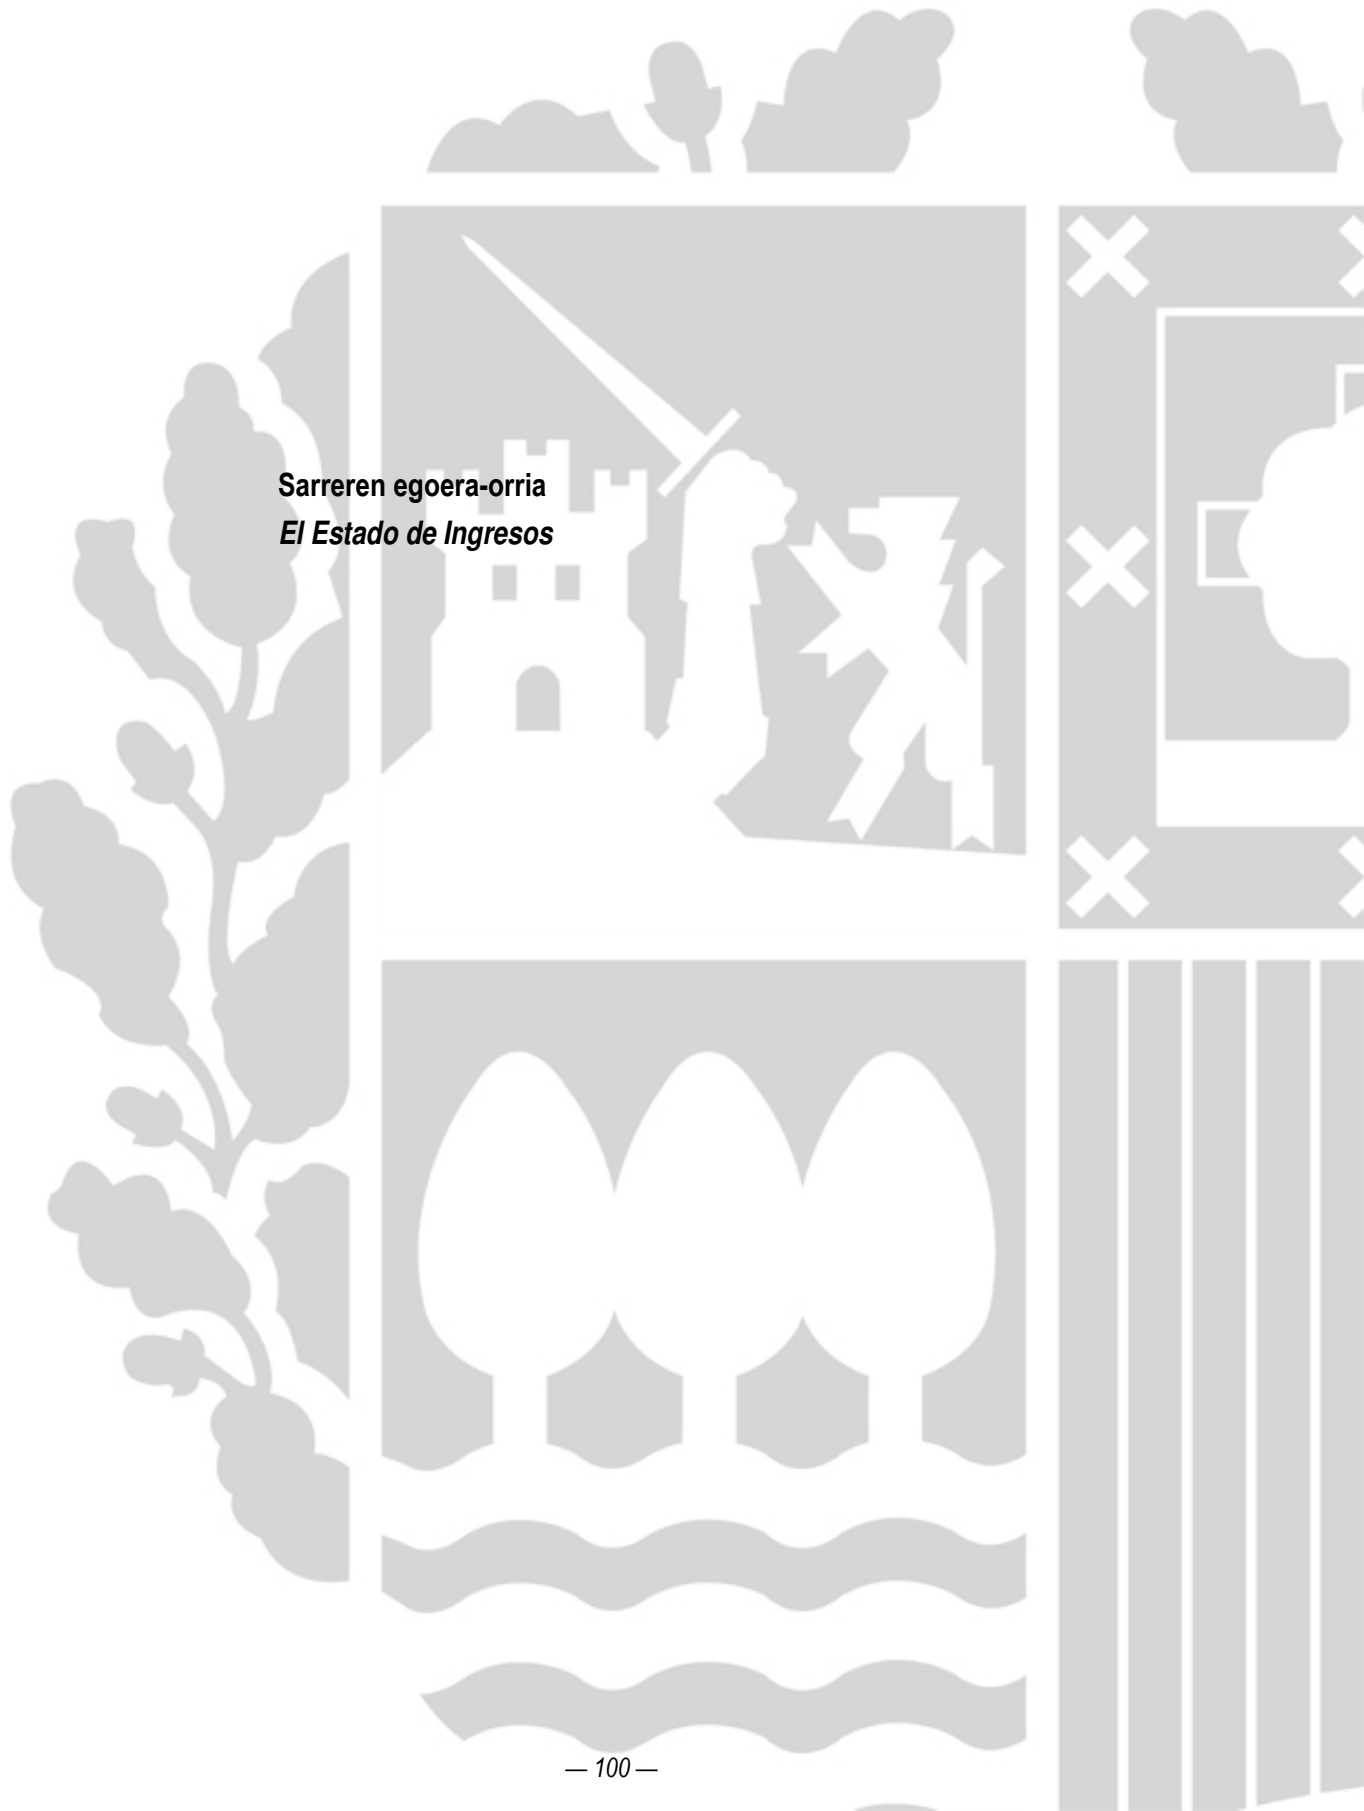 Sarreren egoera-orria
El Estado de Ingresos
— 100 —